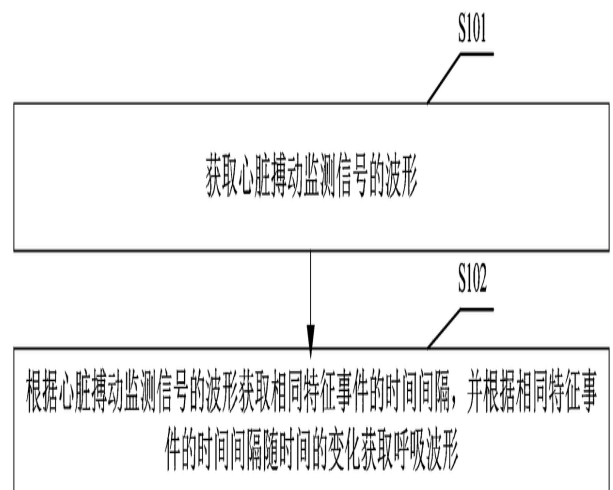 S101
获取心脏搏动监测信号的波形
S102
根据心脏搏动监测信号的波形获取相同特征事件的时间间隔，并根据相同特征事
件的时间间隔随时间的变化获取呼吸波形